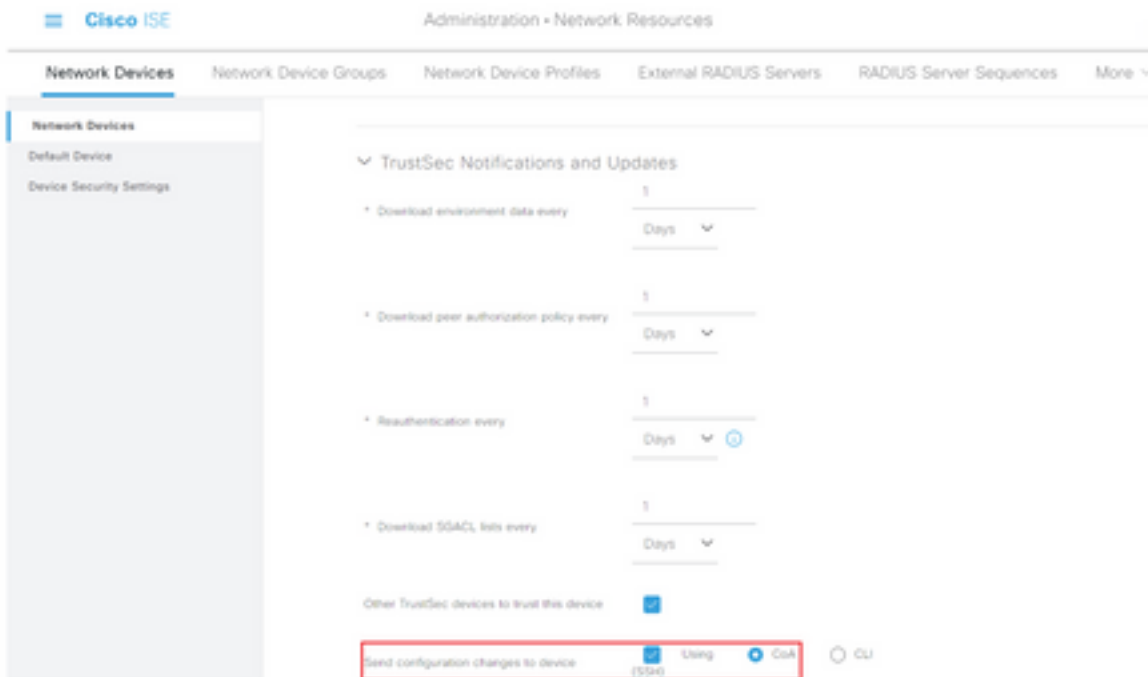 Cisco ISE
Administration • Network Resources
Network Devices Network Device Groups Network Device Profiles External RADIUS Servers RADIUS Server Sequences More
Network Devices
Default Device
Device Security Settings
TrustSec Notifications and Updates
1
* Download environment data every
Days
1
* Download peer authorization policy every
Days
1
* Reauthentication every
Days
1
* Download SGACL lists every
Days
Other TrustSec devices to trust this device
Send configuration changes to device Using CoA CLI
(SSH)